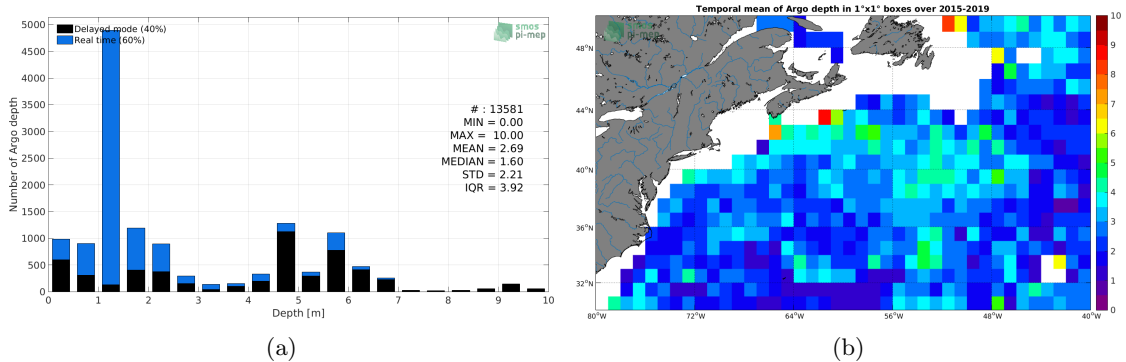 Delayed mode (40%)
Real time (60%)
smos
pi-mep
5000
4500
4000
3500
3000
2500
2000
1500
1000
500
0
Number of Argo depth
# : 13581
MIN = 0.00
MAX = 10.00
MEAN = 2.69
MEDIAN = 1.60
STD = 2.21
IQR = 3.92
0 1 2 3 4 5 6 7 8 9 10
Depth [m]
(a)
Temporal mean of Argo depth in 1°x1° boxes over 2015-2019
smos
pi-mep
48°N
44°N
40°N
36°N
32°N
80°W 72°W 64°W 56°W 48°W 40°W
10
9
8
7
6
5
4
3
2
1
0
(b)